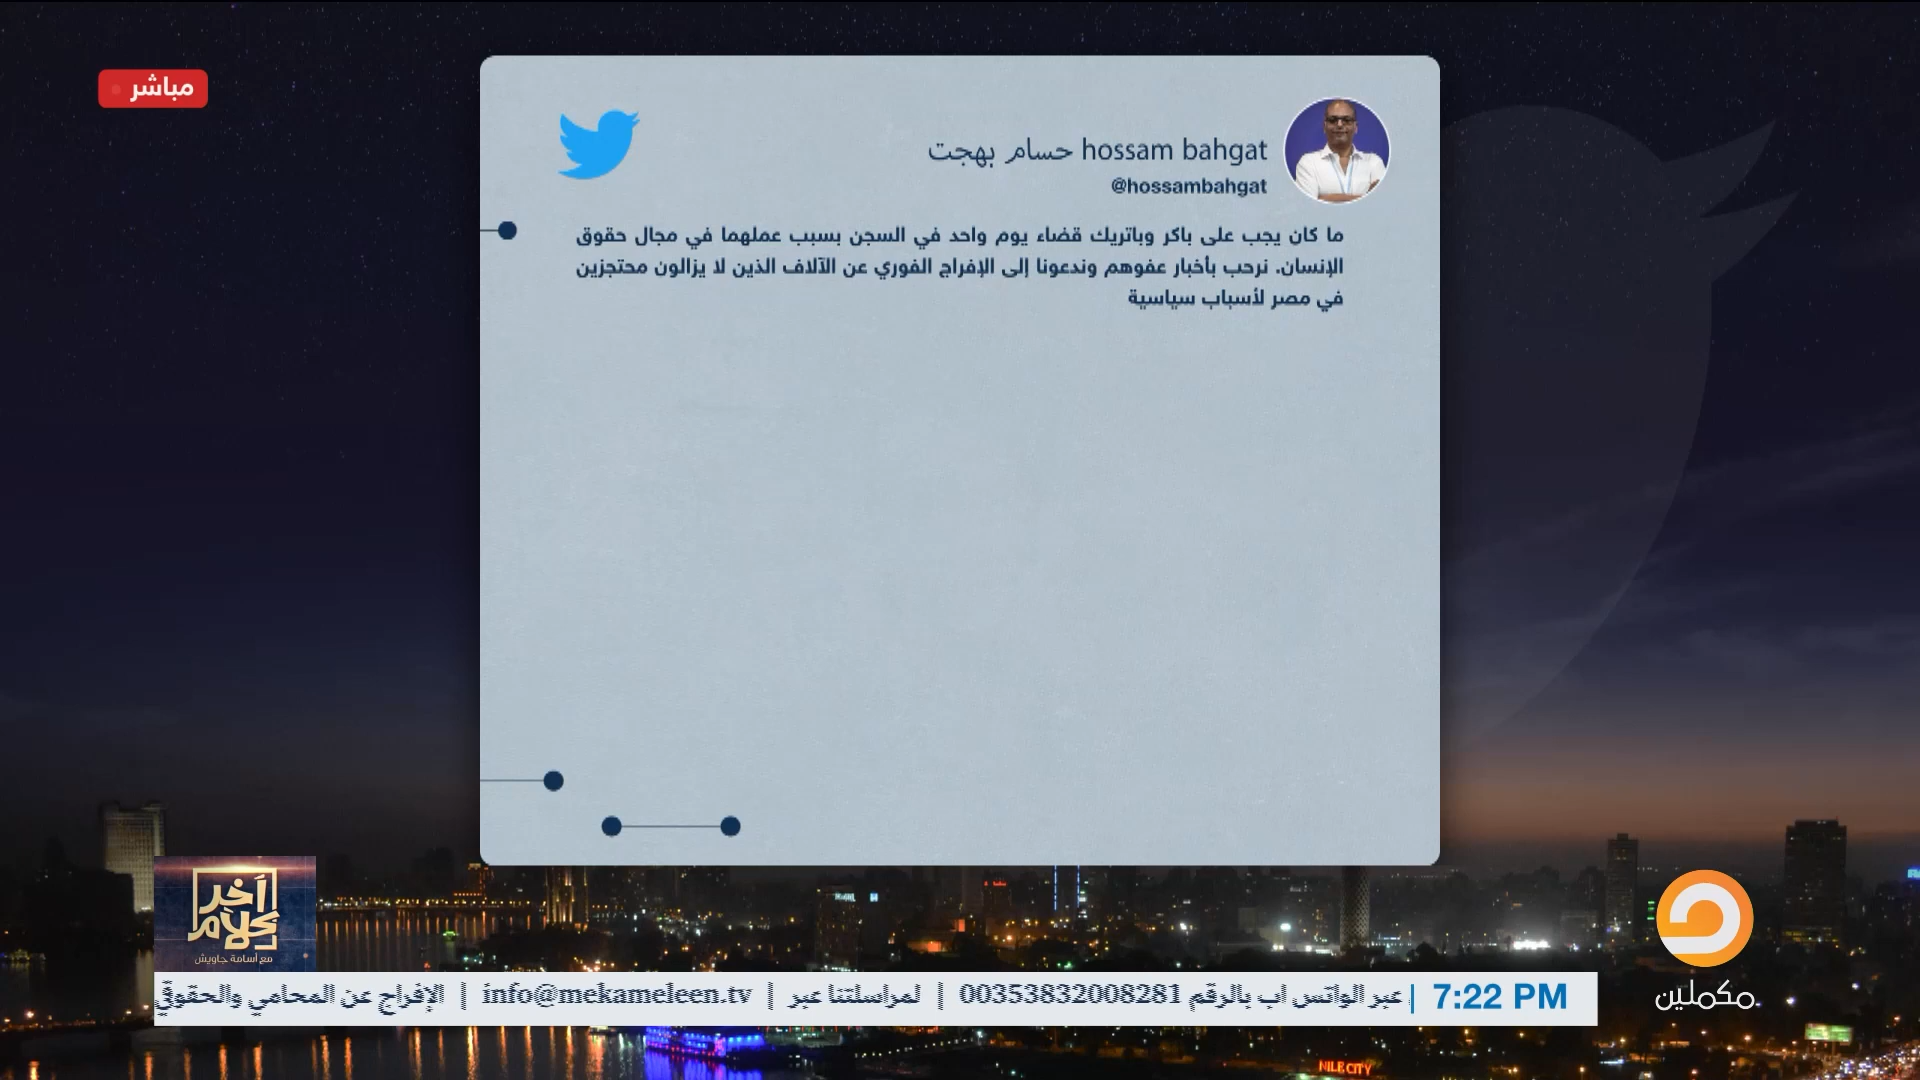 مباشر
hossam bahgat حسام بهجت
@hossambahgat
ما كان يجب على باكر وباتريك قضاء يوم واحد في السجن بسبب عملهما في مجال حقوق
الإنسان. نرحب بأخبار عفوهم وندعونا إلى الإفراج الفوري عن الآلاف الذين لا يزالون محتجزين
في مصر لأسباب سياسية
آخر
كلام
مع أسامة جاويش
7:22 PM | عبر الواتس اب بالرقم 00353832008281 | لمراسلتنا عبر info@mekameleen.tv | الإفراج عن المحامي والحقوقي
مكملين
NILE CITY